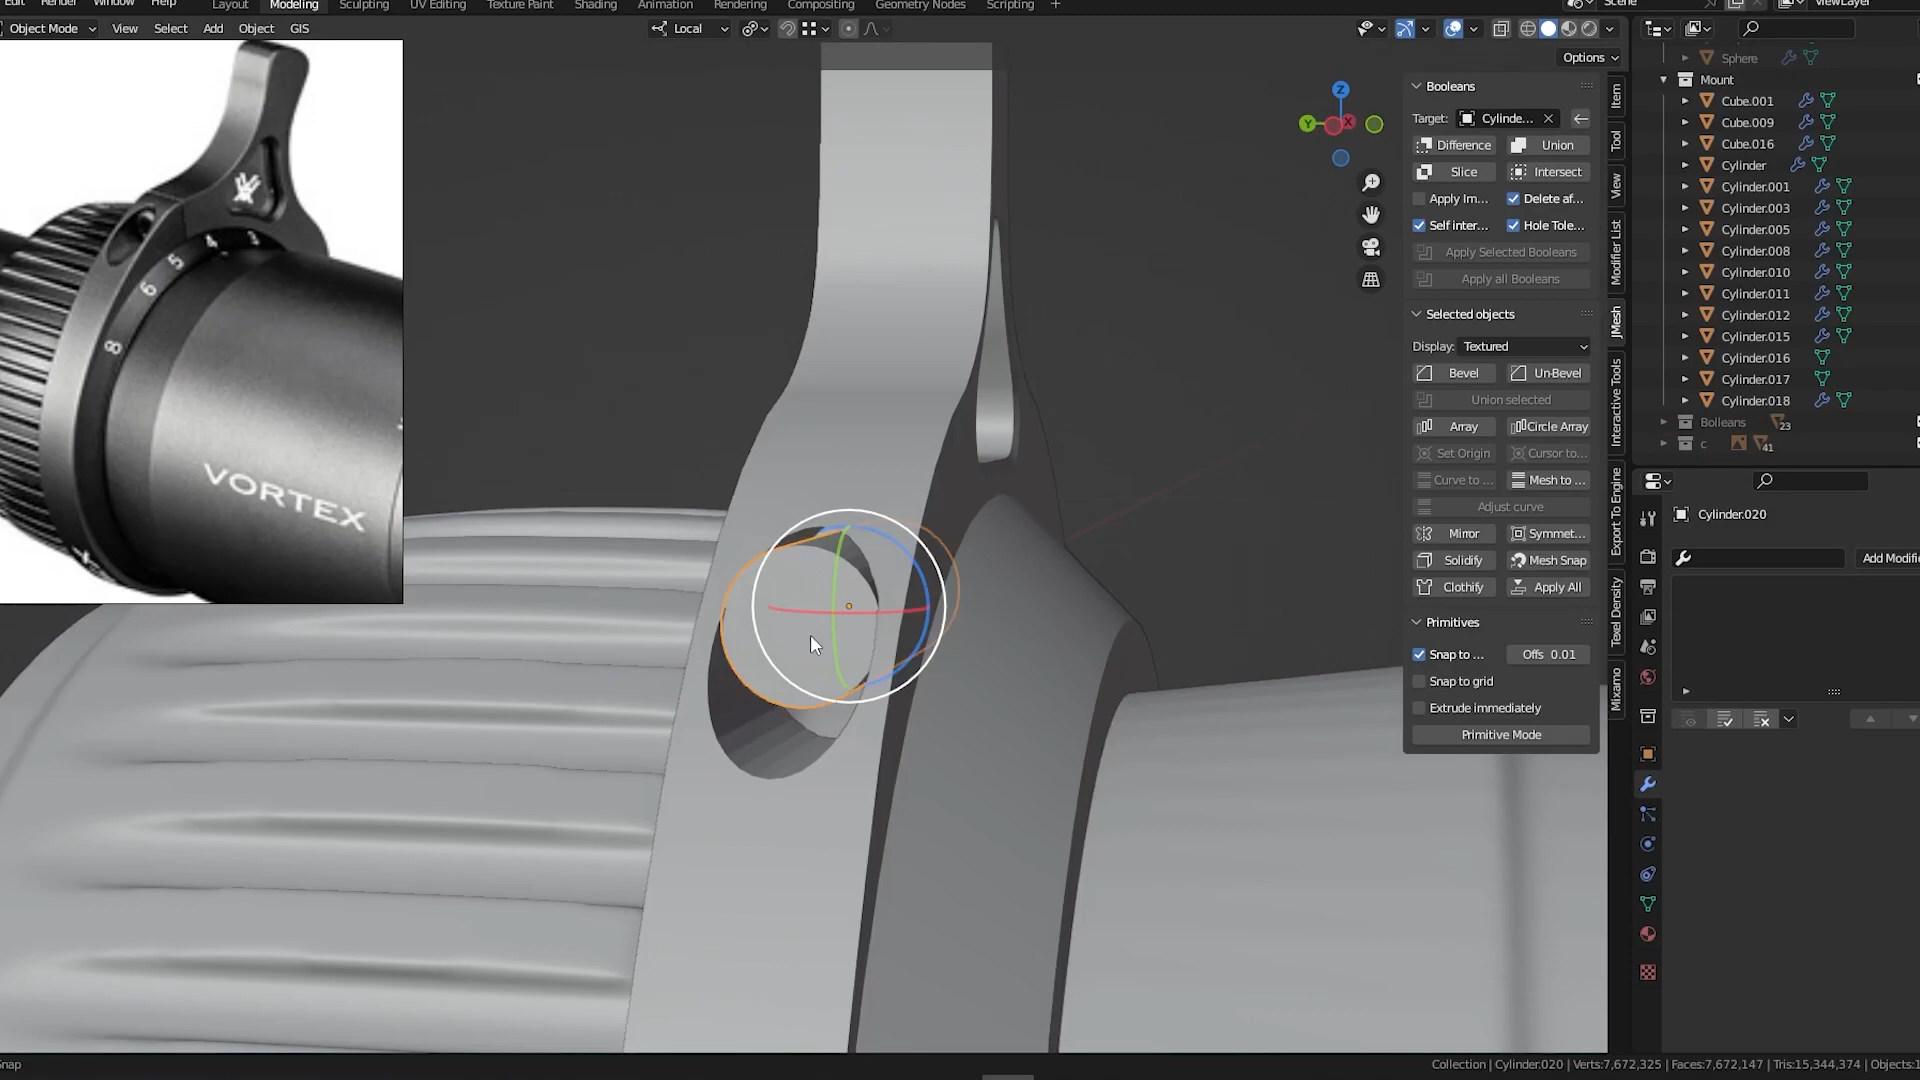 Edit Render Window Help Layout Modeling Sculpting UV Editing Texture Paint Shading Animation Rendering Compositing Geometry Nodes Scripting + Scene ViewLayer
Object Mode View Select Add Object GIS Local
Options
Sphere
Mount
Cube.001
Cube.009
Cube.016
Cylinder
Cylinder.001
Cylinder.003
Cylinder.005
Cylinder.008
Cylinder.010
Cylinder.011
Cylinder.012
Cylinder.015
Cylinder.016
Cylinder.017
Cylinder.018
Bolleans 23
c 41
Z
Y X
Booleans
Target: Cylinde...
Difference Union
Slice Intersect
Apply Im... Delete af...
Self inter... Hole Tole...
Apply Selected Booleans
Apply all Booleans
Selected objects
Display: Textured
Bevel Un-Bevel
Union selected
Array Circle Array
Set Origin Cursor to...
Curve to ... Mesh to ...
Adjust curve
Mirror Symmet...
Solidify Mesh Snap
Clothify Apply All
Primitives
Snap to ... Offs 0.01
Snap to grid
Extrude immediately
Primitive Mode
Item
Tool
View
Modifier List
JMesh
Interactive Tools
Export To Engine
Texel Density
Mixamo
Cylinder.020
Add Modifi
3
4
5
6
8
VORTEX
Snap
Collection | Cylinder.020 | Verts:7,672,325 | Faces:7,672,147 | Tris:15,344,374 | Objects:1